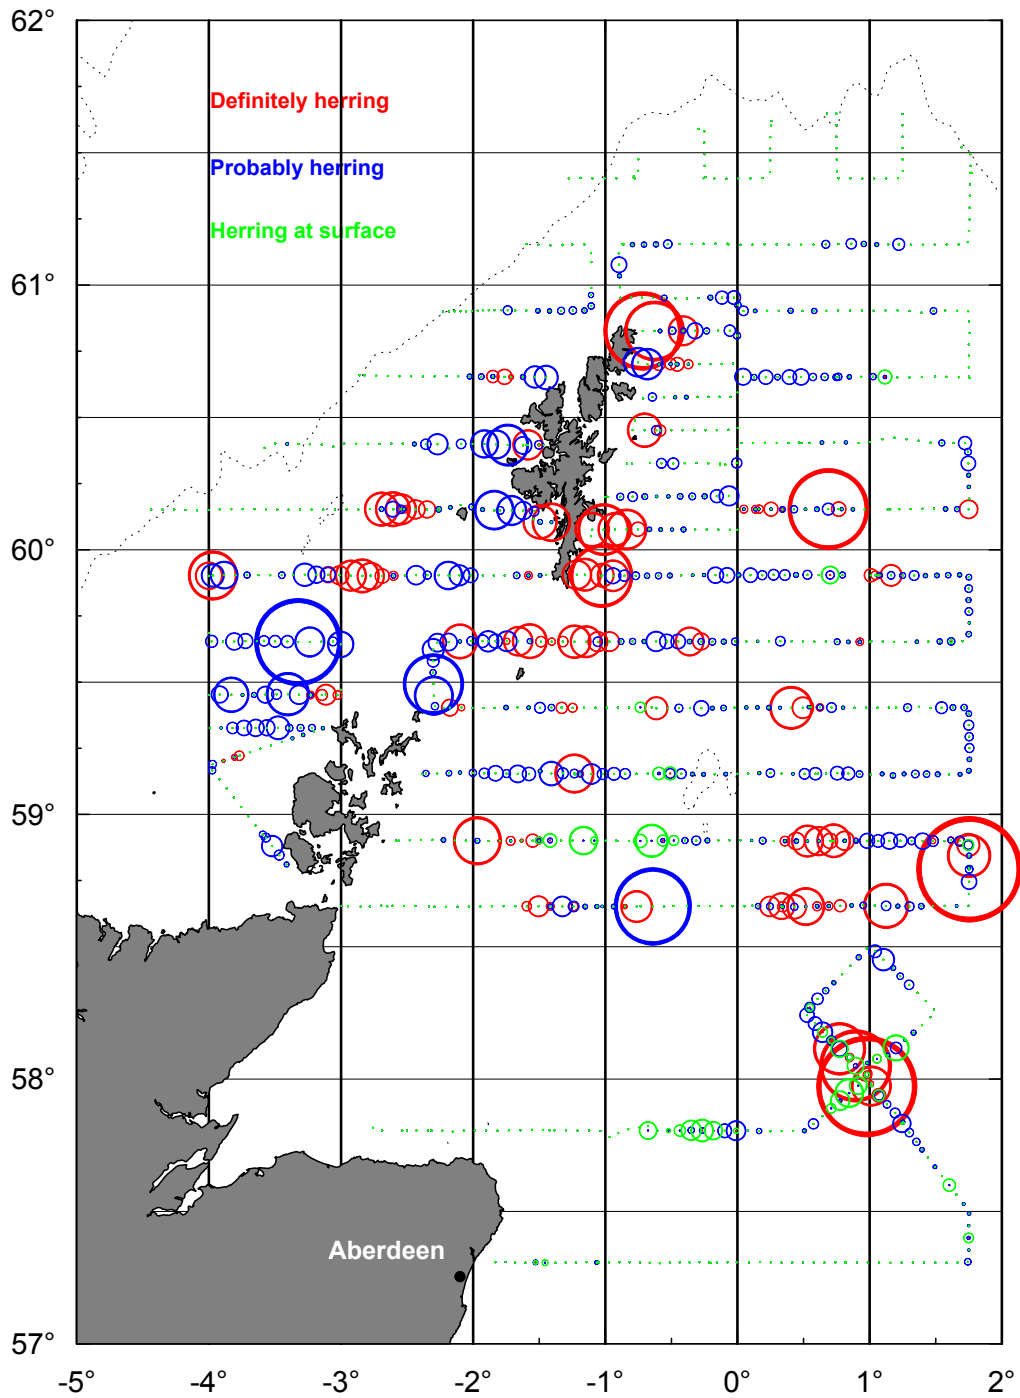 62°
Definitely herring
Probably herring
Herring at surface
61°
60°
59°
58°
Aberdeen
57°
-5° -4° -3° -2° -1° 0° 1° 2°